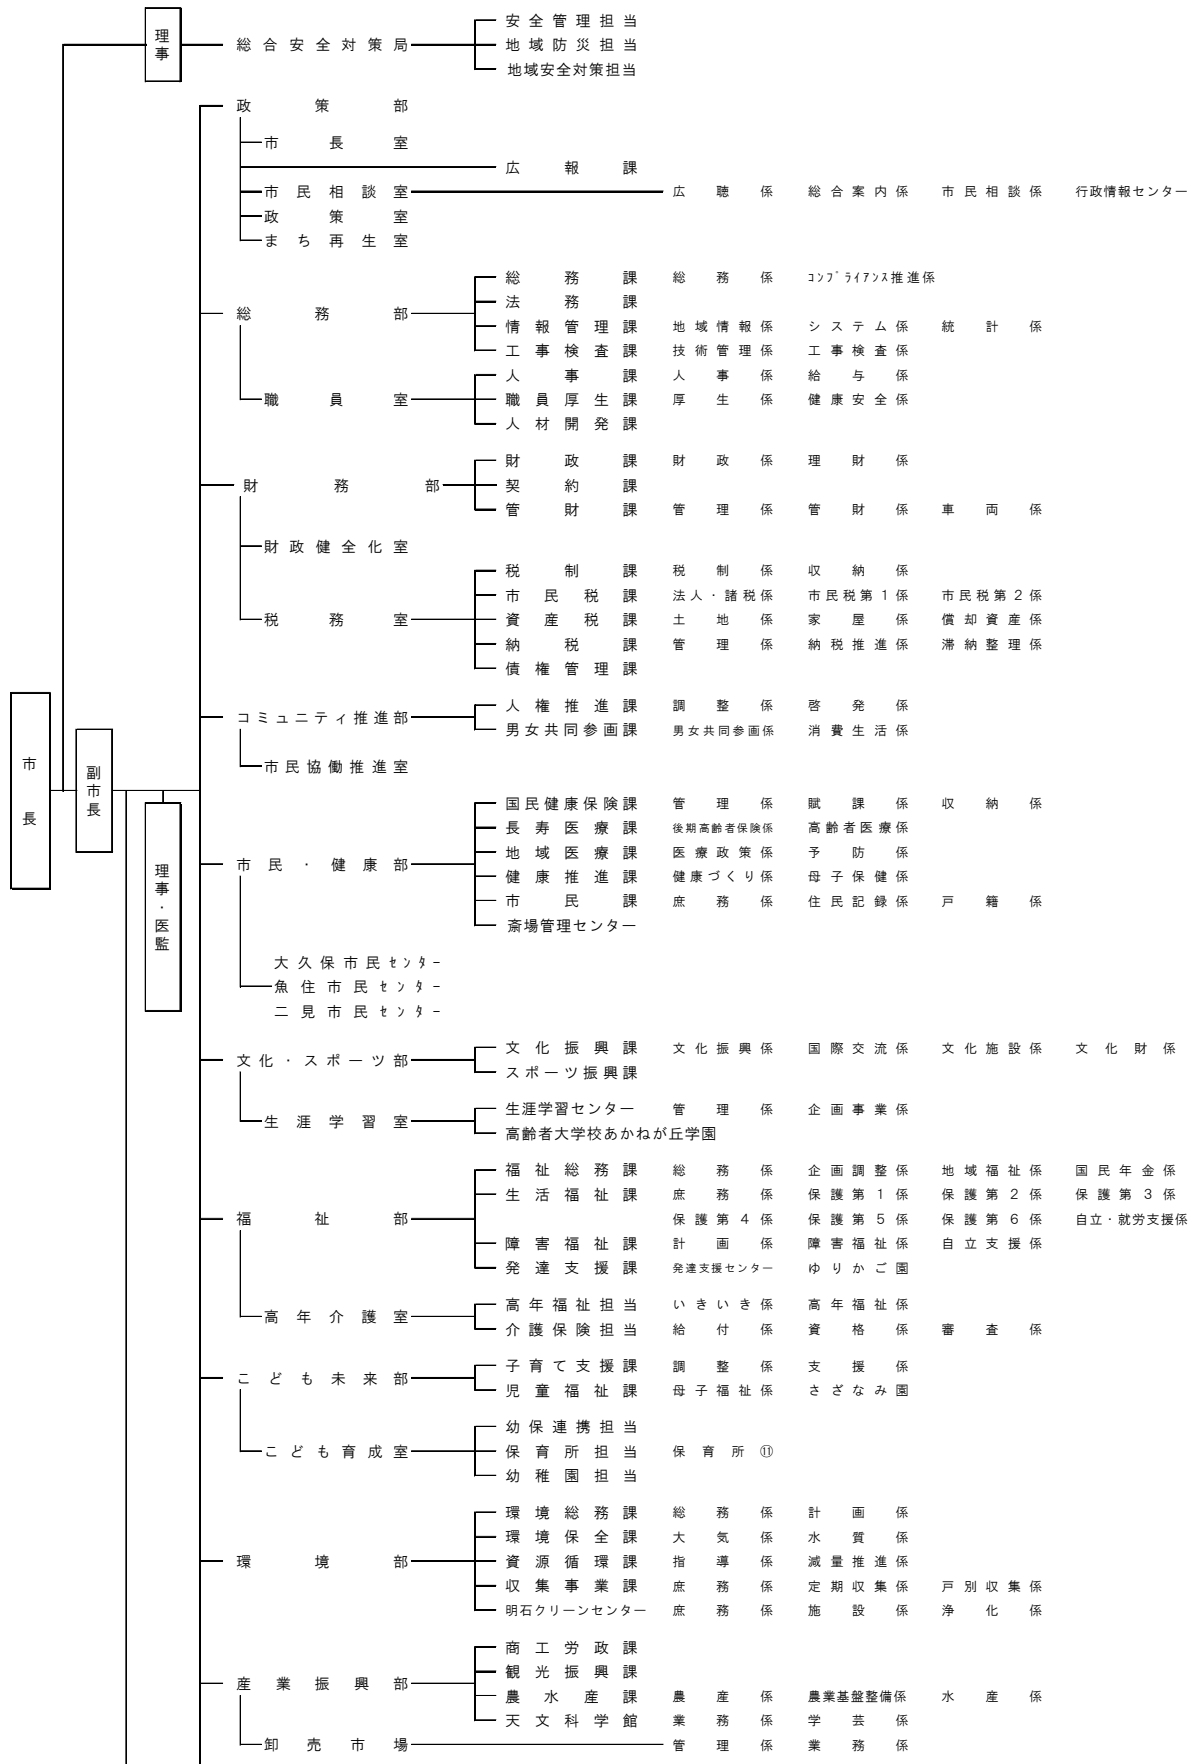 安全管理担当
理事 総合安全対策局 地域防災担当
地域安全対策担当
政策部
市長室
広報課
市民相談室 広聴係 総合案内係 市民相談係 行政情報センター
政策室
まち再生室
総務課 総務係 コンプライアンス推進係
総務部 法務課
情報管理課 地域情報係 システム係 統計係
工事検査課 技術管理係 工事検査係
人事課 人事係 給与係
職員室 職員厚生課 厚生係 健康安全係
人材開発課
財政課 財政係 理財係
財務部 契約課
管財課 管理係 管財係 車両係
財政健全化室
税制課 税制係 収納係
市民税課 法人・諸税係 市民税第1係 市民税第2係
税務室 資産税課 土地係 家屋係 償却資産係
納税課 管理係 納税推進係 滞納整理係
債権管理課
人権推進課 調整係 啓発係
コミュニティ推進部 男女共同参画課 男女共同参画係 消費生活係
市民協働推進室
市長
副市長
理事・医監
国民健康保険課 管理係 賦課係 収納係
長寿医療課 後期高齢者保険係 高齢者医療係
市民・健康部 地域医療課 医療政策係 予防係
健康推進課 健康づくり係 母子保健係
市民課 庶務係 住民記録係 戸籍係
斎場管理センター
大久保市民センター
魚住市民センター
二見市民センター
文化・スポーツ部 文化振興課 文化振興係 国際交流係 文化施設係 文化財係
スポーツ振興課
生涯学習室 生涯学習センター 管理係 企画事業係
高齢者大学校あかねが丘学園
福祉総務課 総務係 企画調整係 地域福祉係 国民年金係
生活福祉課 庶務係 保護第1係 保護第2係 保護第3係
福祉部 保護第4係 保護第5係 保護第6係 自立・就労支援係
障害福祉課 計画係 障害福祉係 自立支援係
発達支援課 発達支援センター ゆりかご園
高年介護室 高年福祉担当 いきいき係 高年福祉係
介護保険担当 給付係 資格係 審査係
こども未来部 子育て支援課 調整係 支援係
児童福祉課 母子福祉係 さざなみ園
幼保連携担当
こども育成室 保育所担当 保育所⑪
幼稚園担当
環境総務課 総務係 計画係
環境保全課 大気係 水質係
環境部 資源循環課 指導係 減量推進係
収集事業課 庶務係 定期収集係 戸別収集係
明石クリーンセンター 庶務係 施設係 浄化係
商工労政課
産業振興部 観光振興課
農水産課 農産係 農業基盤整備係 水産係
天文科学館 業務係 学芸係
卸売市場 管理係 業務係